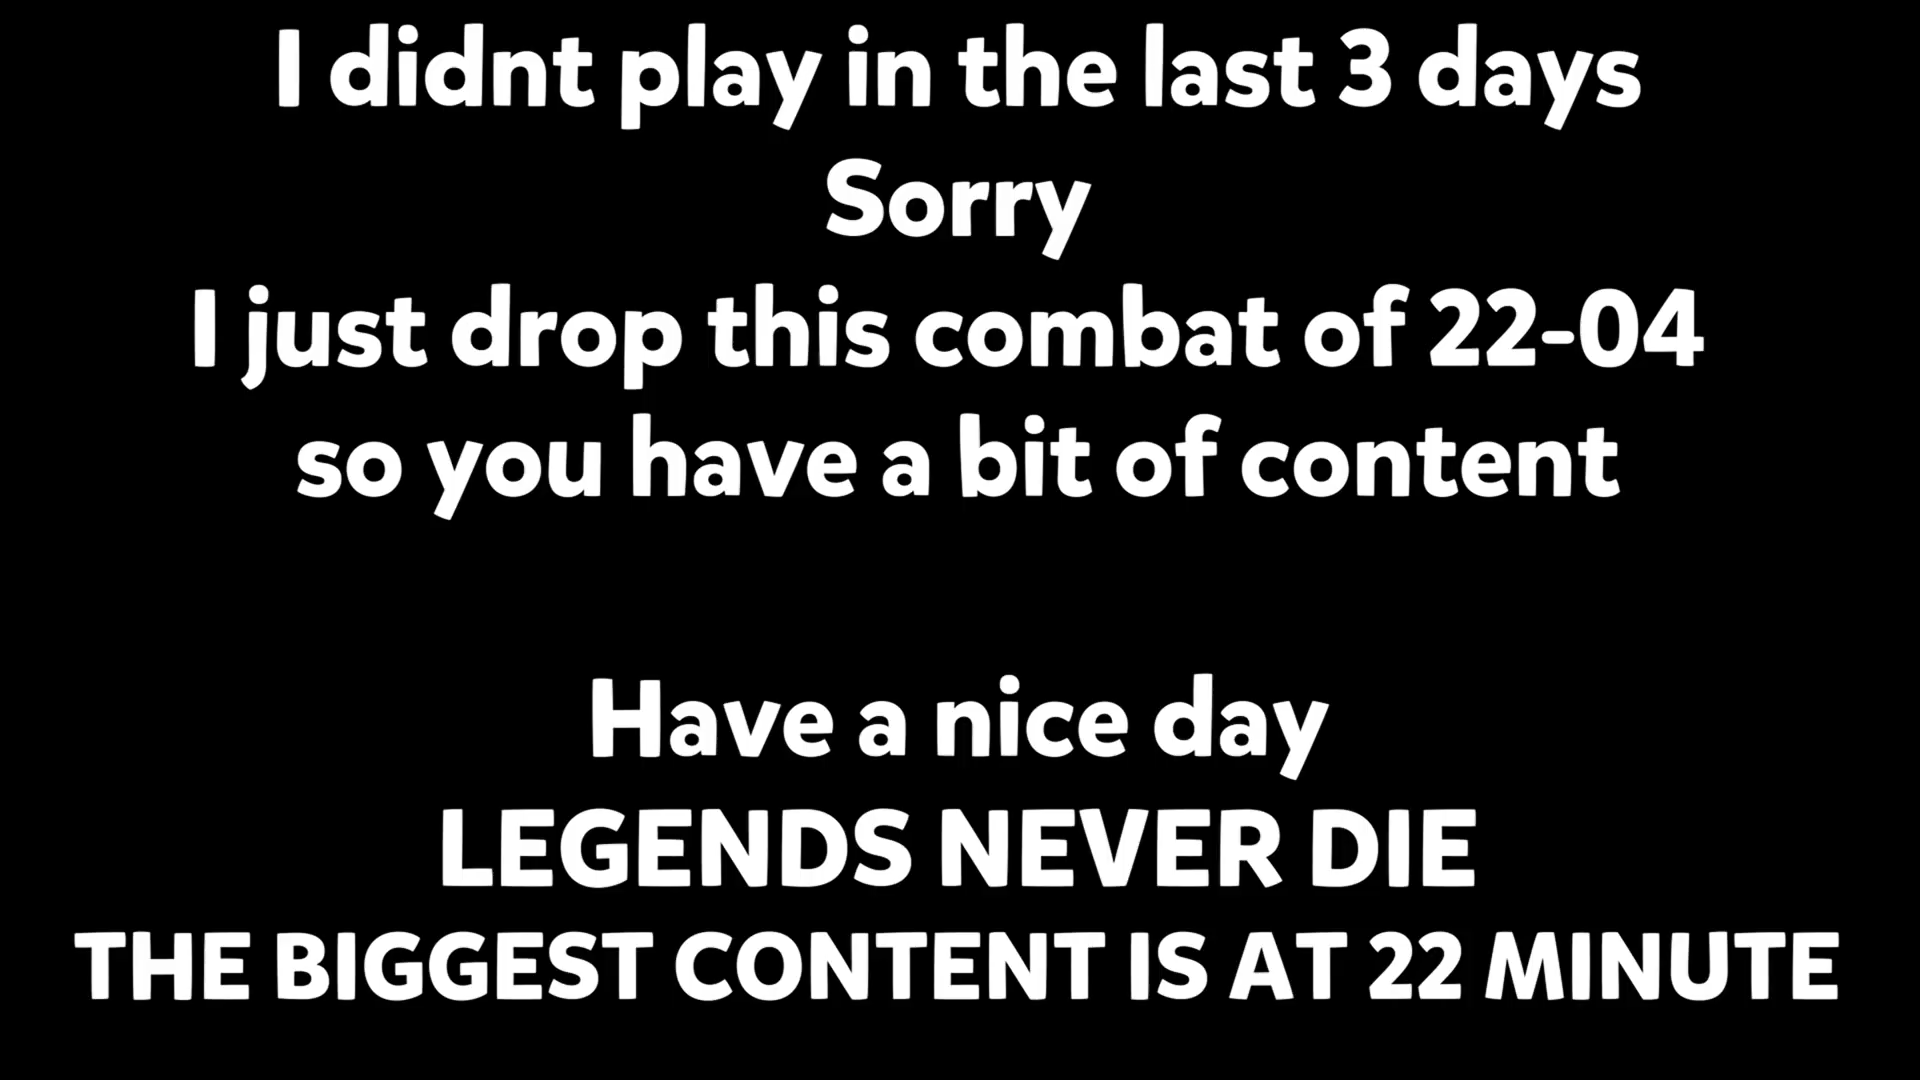 I didnt play in the last 3 days
Sorry
I just drop this combat of 22-04
so you have a bit of content
Have a nice day
LEGENDS NEVER DIE
THE BIGGEST CONTENT IS AT 22 MINUTE